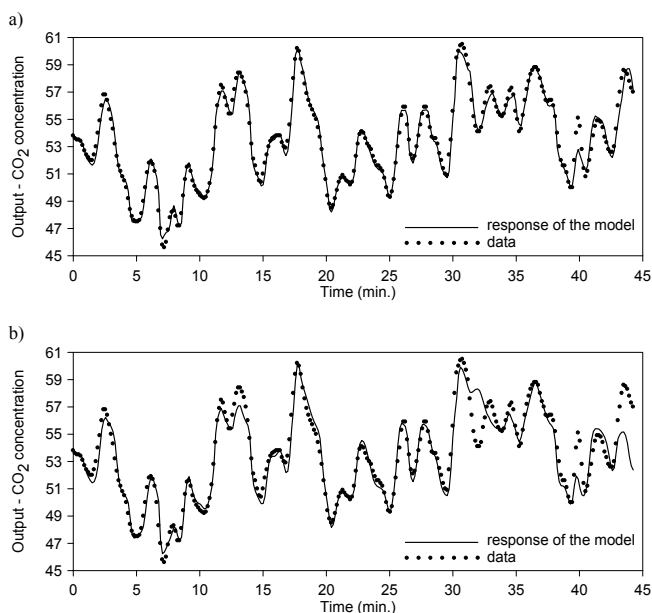 a)
Output - CO2 concentration
61
59
57
55
53
51
49
47
45
response of the model
data
0 5 10 15 20 25 30 35 40 45
Time (min.)
b)
Output - CO2 concentration
61
59
57
55
53
51
49
47
45
response of the model
data
0 5 10 15 20 25 30 35 40 45
Time (min.)